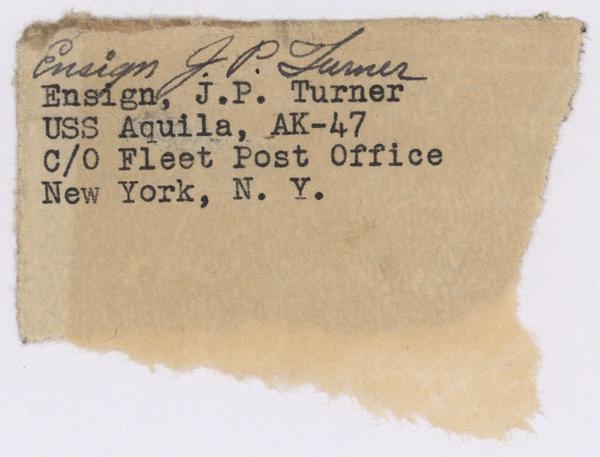 Ensign J. P. Turner
Ensign, J.P. Turner
USS Aquila, AK-47
C/O Fleet Post Office
New York, N. Y.